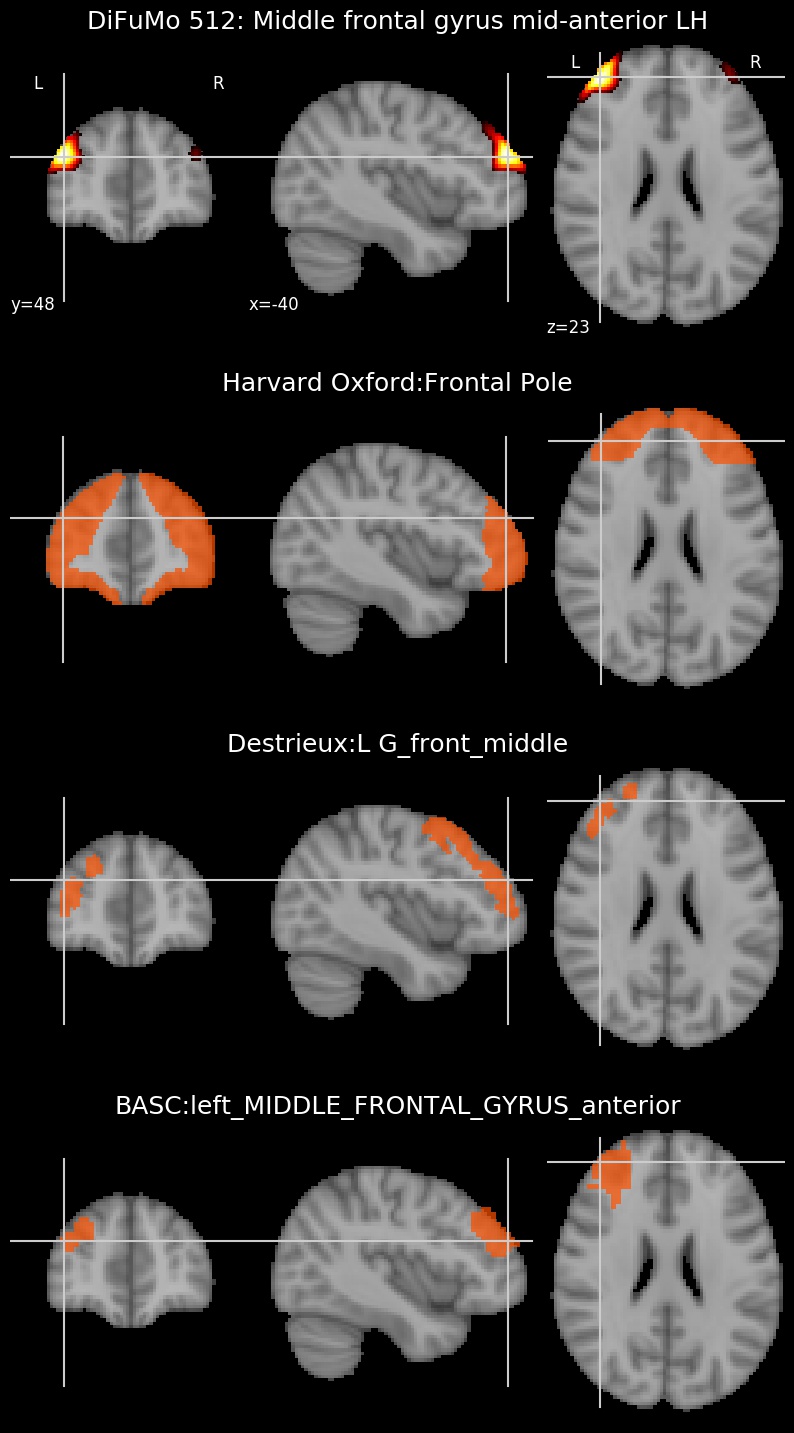 DiFuMo 512: Middle frontal gyrus mid-anterior LH
L R L R
y=48 x=-40 z=23
Harvard Oxford:Frontal Pole
Destrieux:L G_front_middle
BASC:left_MIDDLE_FRONTAL_GYRUS_anterior